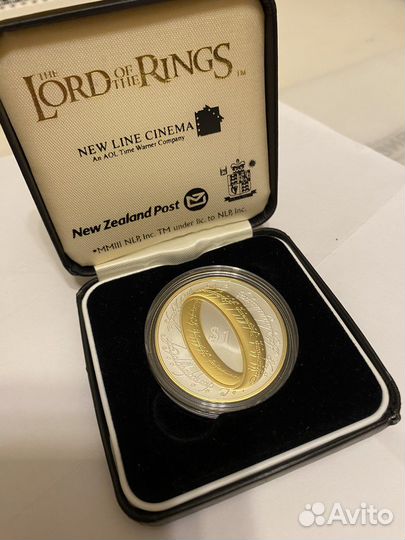 THE LORD OF THE RINGS™
NEW LINE CINEMA
An AOL Time Warner Company
New Zealand Post
*MMIII NLP, Inc. TM under lic. to NLP, Inc.
$1
Avito